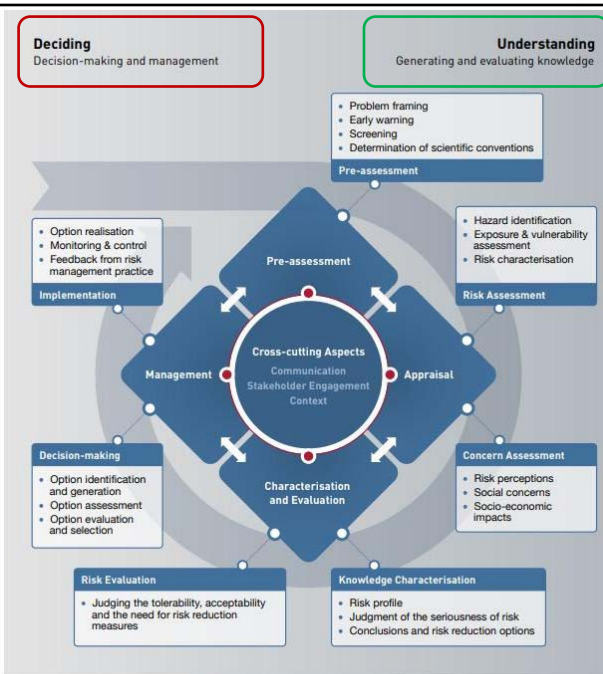 Deciding
Decision-making and management
Understanding
Generating and evaluating knowledge
• Problem framing
• Early warning
• Screening
• Determination of scientific conventions
Pre-assessment
• Option realisation
• Monitoring & control
• Feedback from risk
management practice
Implementation
• Hazard identification
• Exposure & vulnerability
assessment
• Risk characterisation
Risk Assessment
Pre-assessment
Management
Cross-cutting Aspects
Communication
Stakeholder Engagement
Context
Appraisal
Characterisation
and Evaluation
Decision-making
• Option identification
and generation
• Option assessment
• Option evaluation
and selection
Concern Assessment
• Risk perceptions
• Social concerns
• Socio-economic
impacts
Risk Evaluation
• Judging the tolerability, acceptability
and the need for risk reduction
measures
Knowledge Characterisation
• Risk profile
• Judgment of the seriousness of risk
• Conclusions and risk reduction options